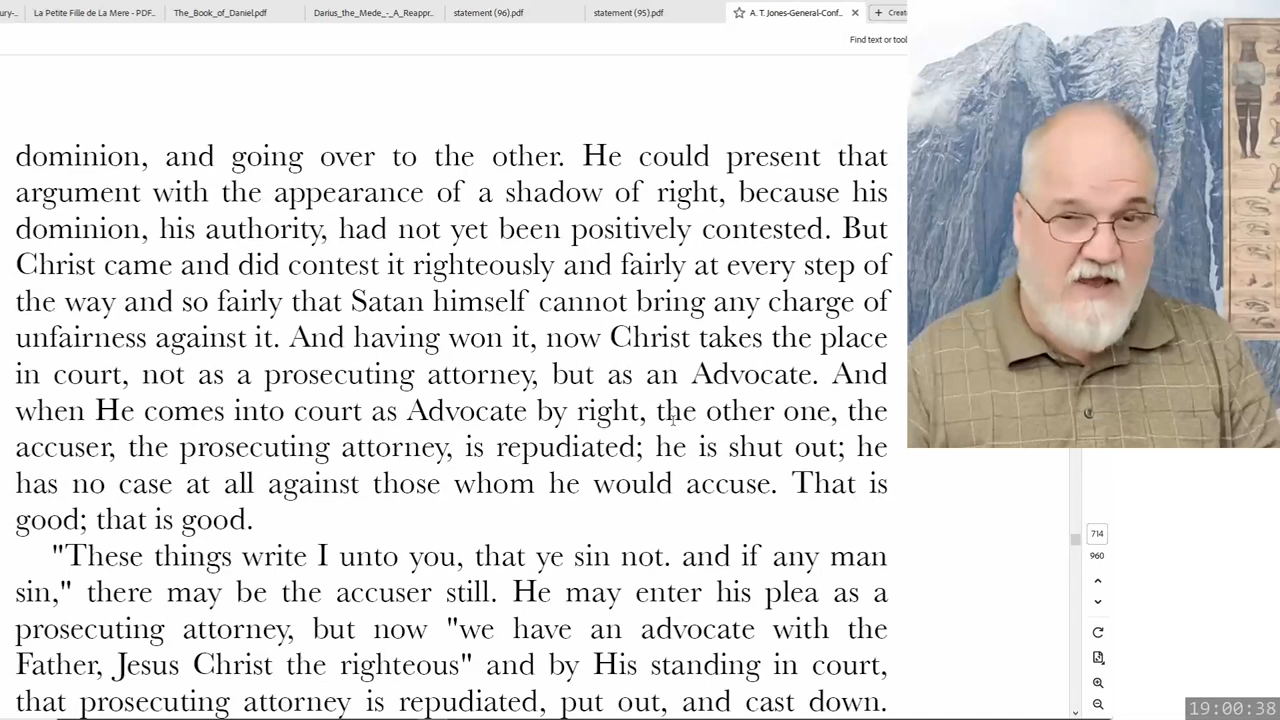 La Petite Fille de La Mere - PDF..
The_Book_of_Daniel.pdf
Darius_the_Mede_-_A_Reappr...
statement (96).pdf
statement (95).pdf
A. T. Jones-General-Conf...
Find text or tool
dominion, and going over to the other. He could present that
argument with the appearance of a shadow of right, because his
dominion, his authority, had not yet been positively contested. But
Christ came and did contest it righteously and fairly at every step of
the way and so fairly that Satan himself cannot bring any charge of
unfairness against it. And having won it, now Christ takes the place
in court, not as a prosecuting attorney, but as an Advocate. And
when He comes into court as Advocate by right, the other one, the
accuser, the prosecuting attorney, is repudiated; he is shut out; he
has no case at all against those whom he would accuse. That is
good; that is good.
"These things write I unto you, that ye sin not. and if any man
sin," there may be the accuser still. He may enter his plea as a
prosecuting attorney, but now "we have an advocate with the
Father, Jesus Christ the righteous" and by His standing in court,
that prosecuting attorney is repudiated, put out, and cast down.
714
960
19:00:38